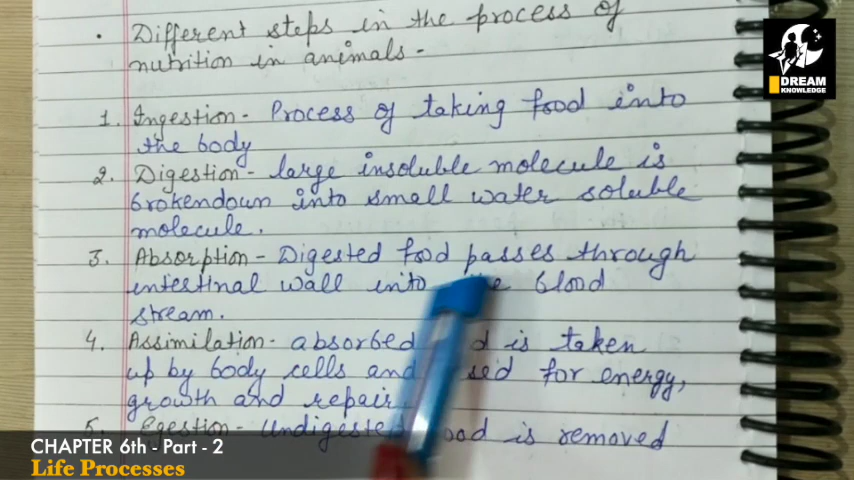 • Different steps in the process of
nutrition in animals -
1. Ingestion - Process of taking food into
the body
2. Digestion - large insoluble molecule is
brokendown into small water soluble
molecule.
3. Absorption - Digested food passes through
intestinal wall into blood
stream.
4. Assimilation - absorbed is taken
up by body cells and for energy,
growth and repair
5. Egestion - Undigested food is removed
DREAM
KNOWLEDGE
CHAPTER 6th - Part - 2
Life Processes